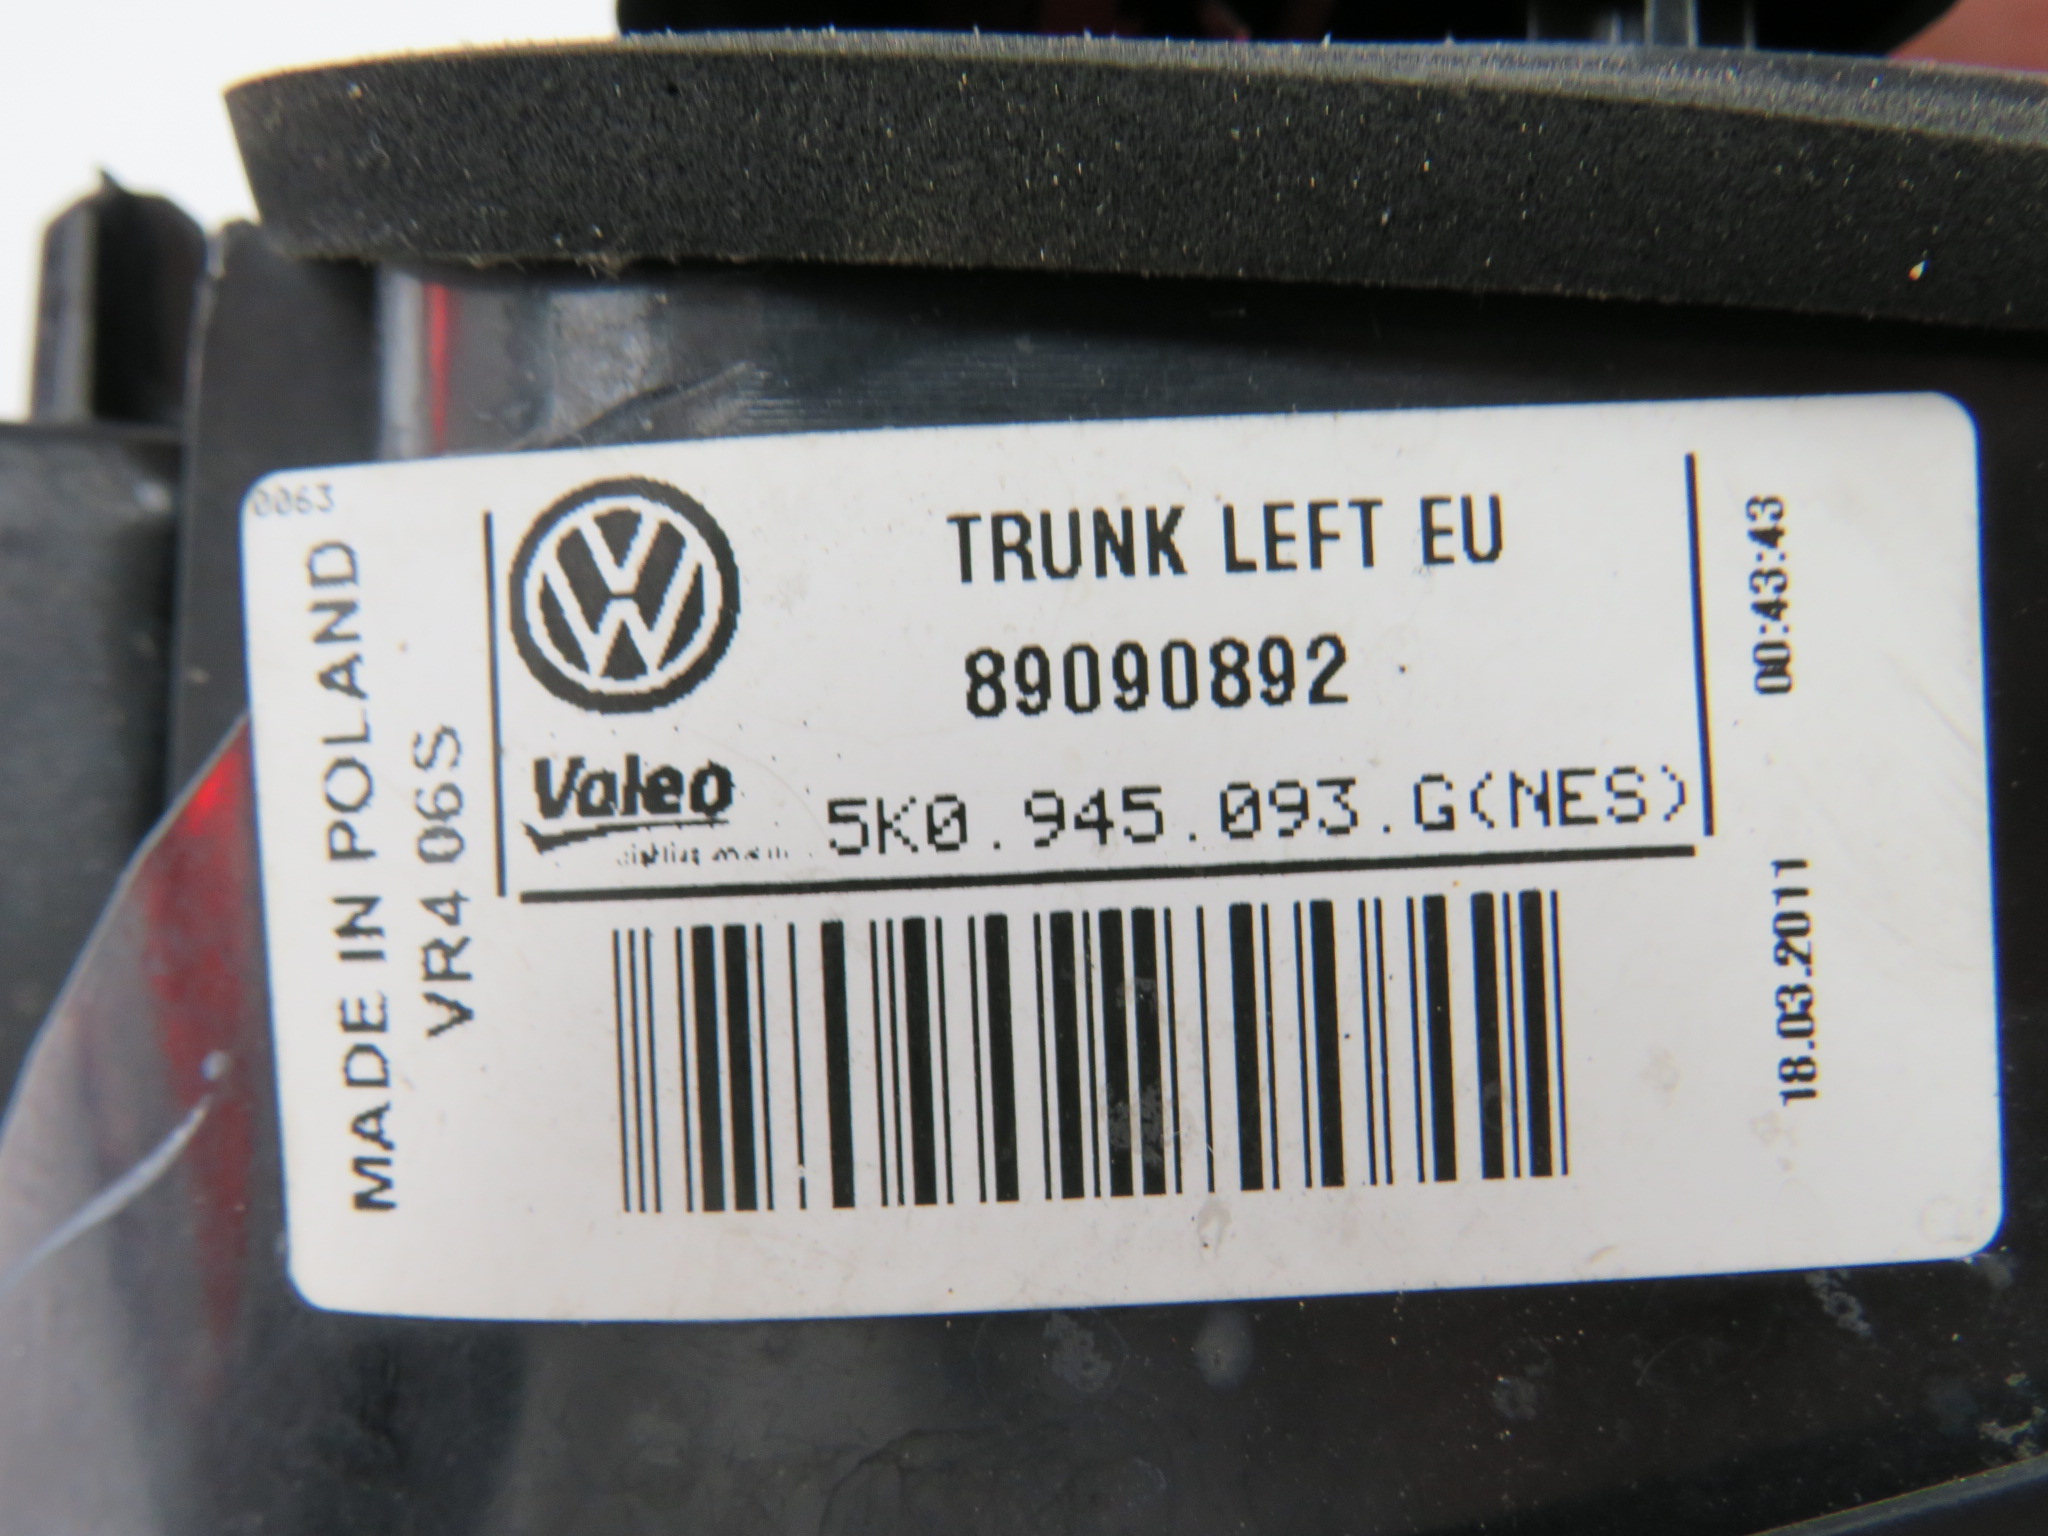 0063
MADE IN POLAND
VR4 06S
TRUNK LEFT EU
89090892
Valeo
5K0.945.093.G(NES)
00:43:43
18.03.2011